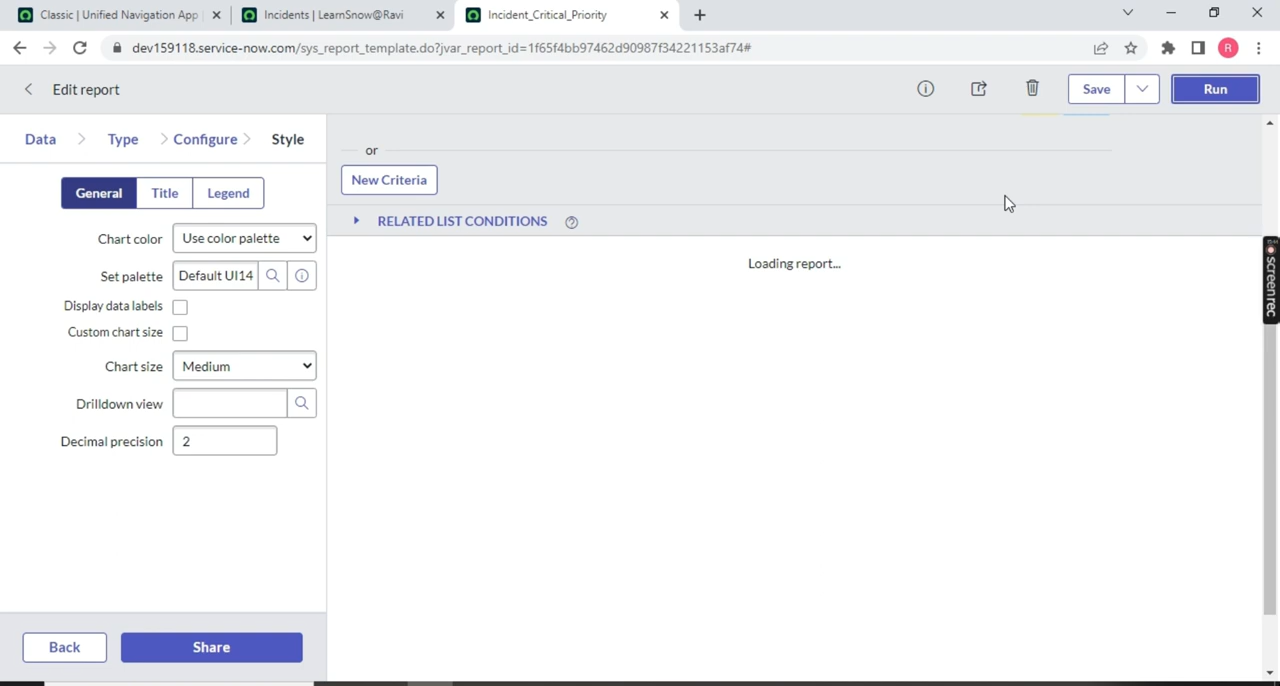 Classic | Unified Navigation App
Incidents | LearnSnow@Ravi
Incident_Critical_Priority
dev159118.service-now.com/sys_report_template.do?jvar_report_id=1f65f4bb97462d90987f34221153af74#
R
Edit report
Save
Run
Data
Type
Configure
Style
or
General
Title
Legend
New Criteria
RELATED LIST CONDITIONS
Chart color
Use color palette
Loading report...
Set palette
Default UI14
Display data labels
Custom chart size
Chart size
Medium
Drilldown view
Decimal precision
2
Back
Share
screenrec